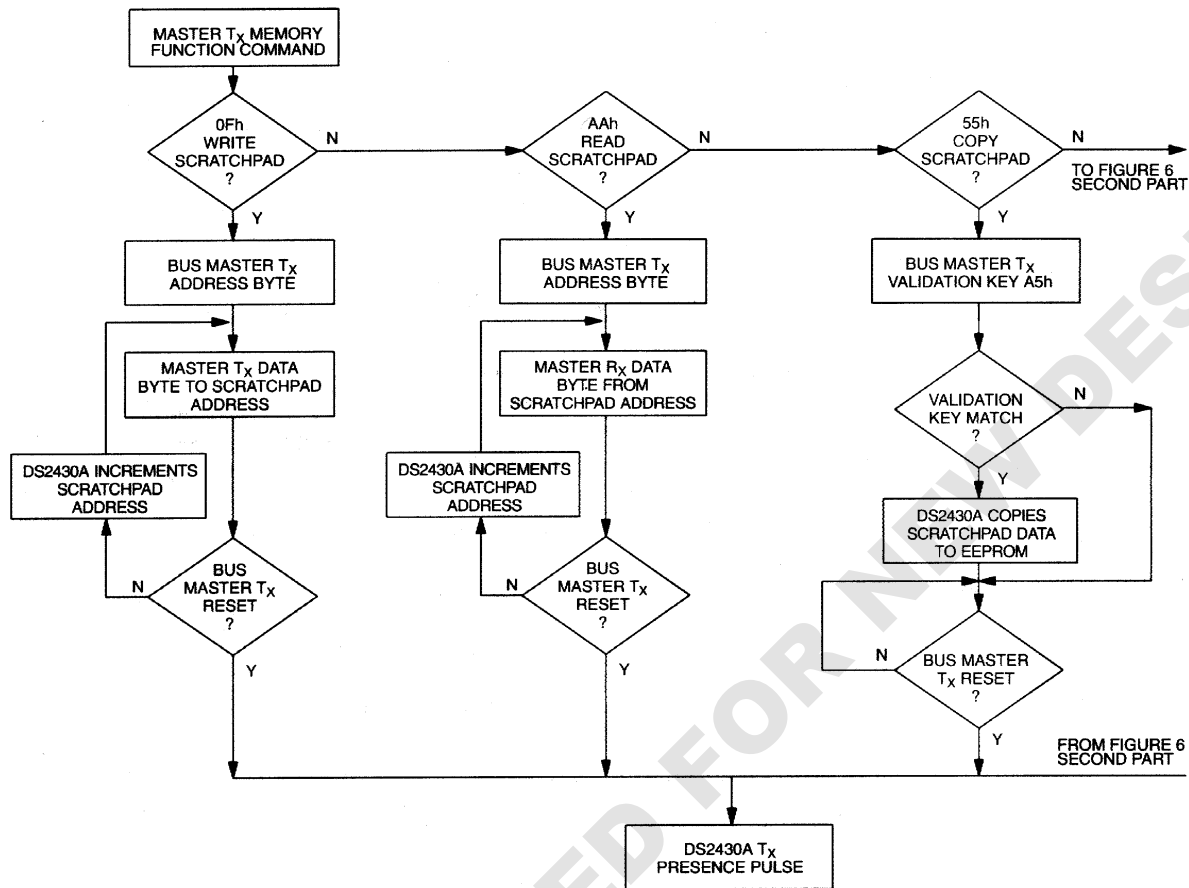 MASTER TX MEMORY
FUNCTION COMMAND
0Fh
WRITE
SCRATCHPAD
?
N
Y
AAh
READ
SCRATCHPAD
?
N
Y
55h
COPY
SCRATCHPAD
?
N
TO FIGURE 6
SECOND PART
Y
BUS MASTER TX
ADDRESS BYTE
BUS MASTER TX
ADDRESS BYTE
BUS MASTER TX
VALIDATION KEY A5h
MASTER TX DATA
BYTE TO SCRATCHPAD
ADDRESS
MASTER RX DATA
BYTE FROM
SCRATCHPAD ADDRESS
VALIDATION
KEY MATCH
?
N
Y
DS2430A INCREMENTS
SCRATCHPAD
ADDRESS
DS2430A INCREMENTS
SCRATCHPAD
ADDRESS
DS2430A COPIES
SCRATCHPAD DATA
TO EEPROM
BUS
MASTER TX
RESET
?
N
Y
BUS
MASTER TX
RESET
?
N
Y
BUS MASTER
TX RESET
?
N
Y
FROM FIGURE 6
SECOND PART
DS2430A TX
PRESENCE PULSE
ED FOR NEW DES